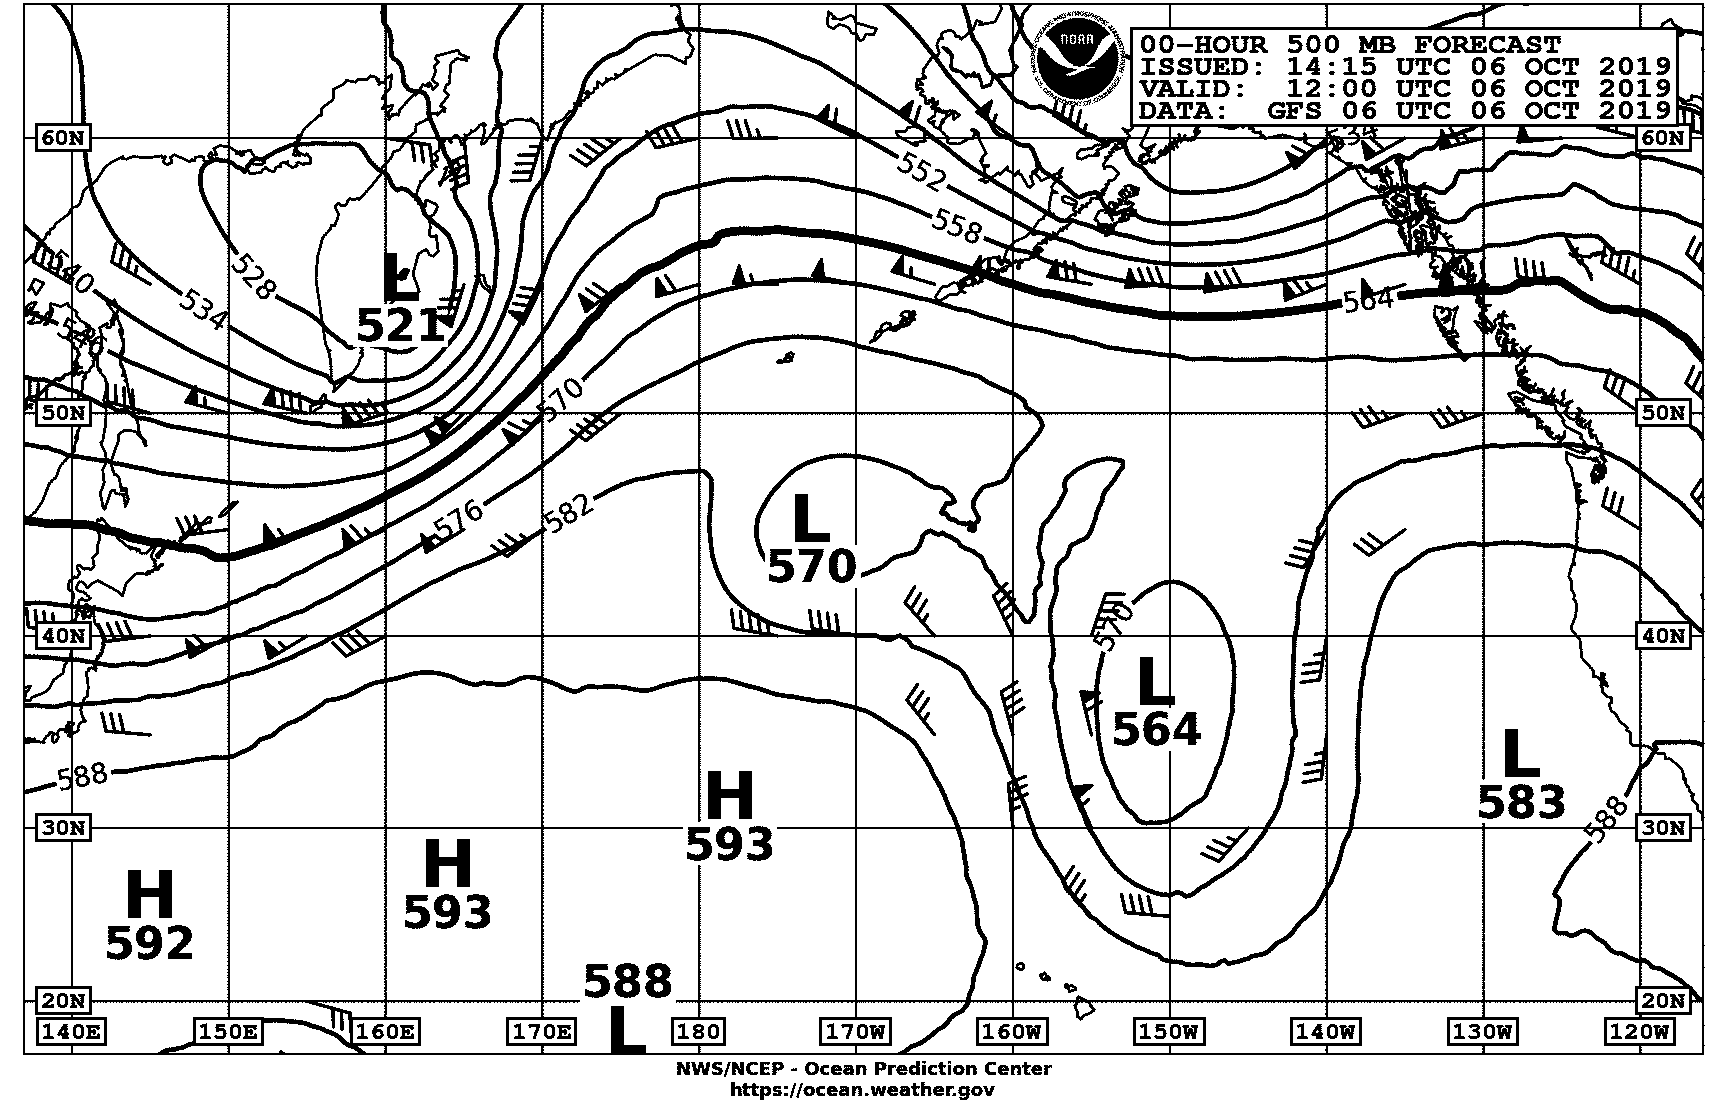 NOAA
00-HOUR 500 MB FORECAST
ISSUED: 14:15 UTC 06 OCT 2019
VALID: 12:00 UTC 06 OCT 2019
DATA: GFS 06 UTC 06 OCT 2019
60N
60N
534
552
558
540
528
534
L
521
564
50N
50N
570
576
582
L
570
40N
40N
570
L
564
588
L
583
H
593
30N
30N
588
H
592
H
593
588
L
20N
20N
140E 150E 160E 170E 180 170W 160W 150W 140W 130W 120W
NWS/NCEP - Ocean Prediction Center
https://ocean.weather.gov